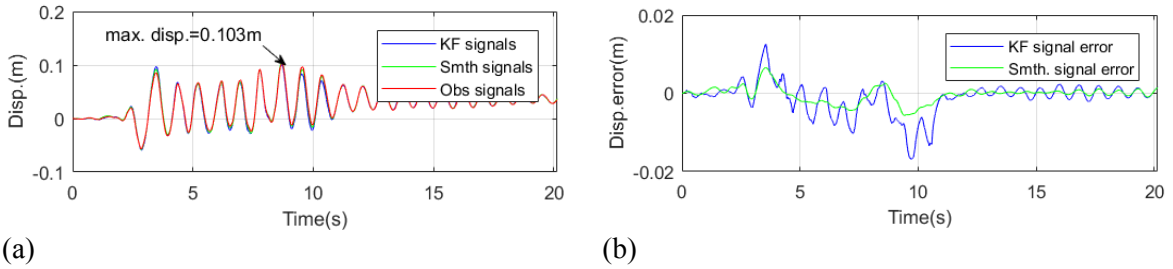 0.2
0.1
0
-0.1
Disp.(m)
max. disp.=0.103m
KF signals
Smth signals
Obs signals
0
5
10
15
20
Time(s)
(a)
0.02
0
-0.02
Disp.error(m)
KF signal error
Smth. signal error
0
5
10
15
20
Time(s)
(b)